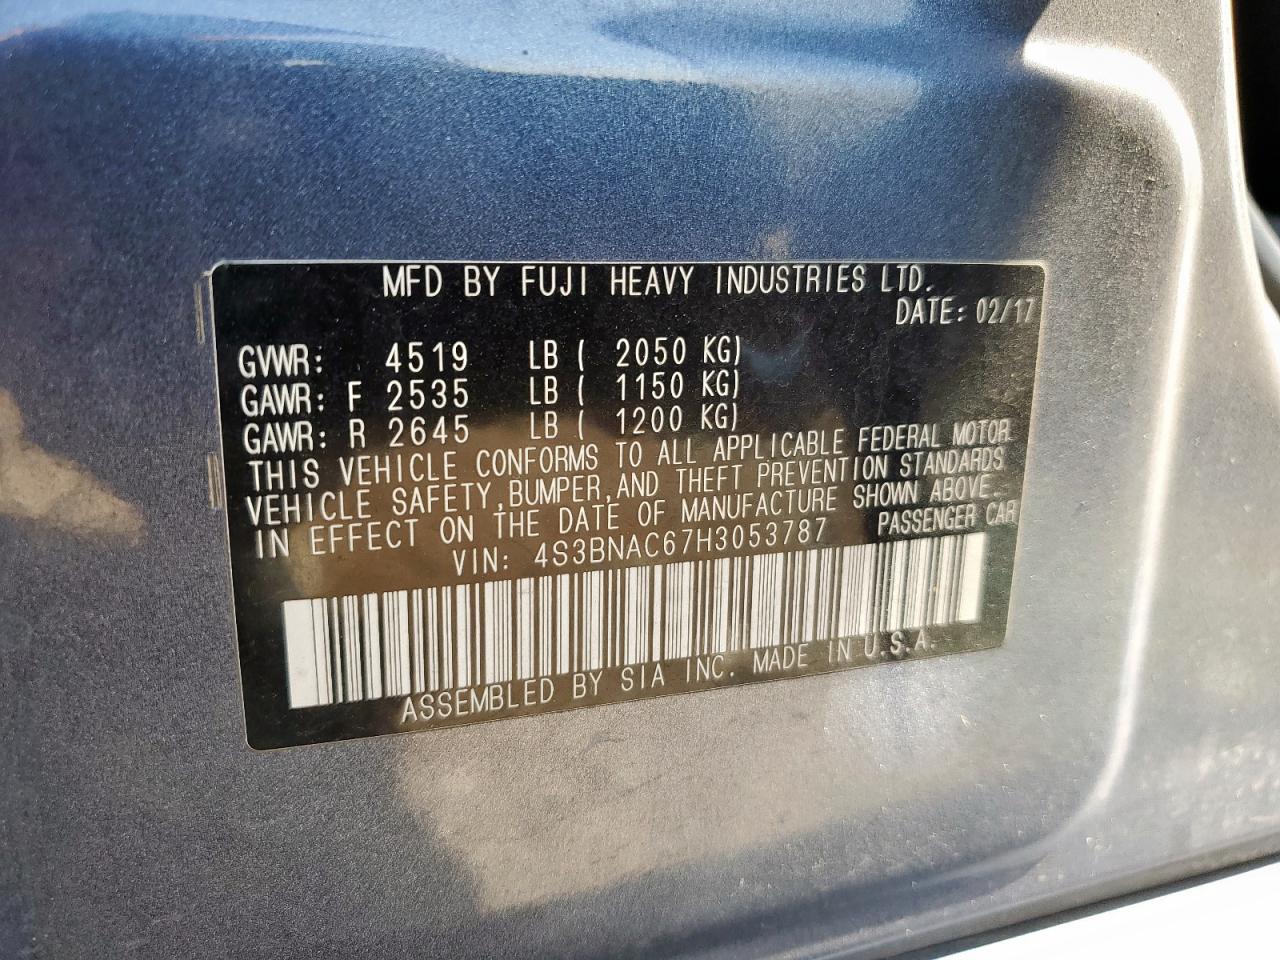 MFD BY FUJI HEAVY INDUSTRIES LTD.
DATE: 02/17
GVWR: 4519 LB ( 2050 KG)
GAWR: F 2535 LB ( 1150 KG)
GAWR: R 2645 LB ( 1200 KG)
THIS VEHICLE CONFORMS TO ALL APPLICABLE FEDERAL MOTOR
VEHICLE SAFETY, BUMPER, AND THEFT PREVENTION STANDARDS
IN EFFECT ON THE DATE OF MANUFACTURE SHOWN ABOVE.
VIN: 4S3BNAC67H3053787 PASSENGER CAR
ASSEMBLED BY SIA INC. MADE IN U.S.A.